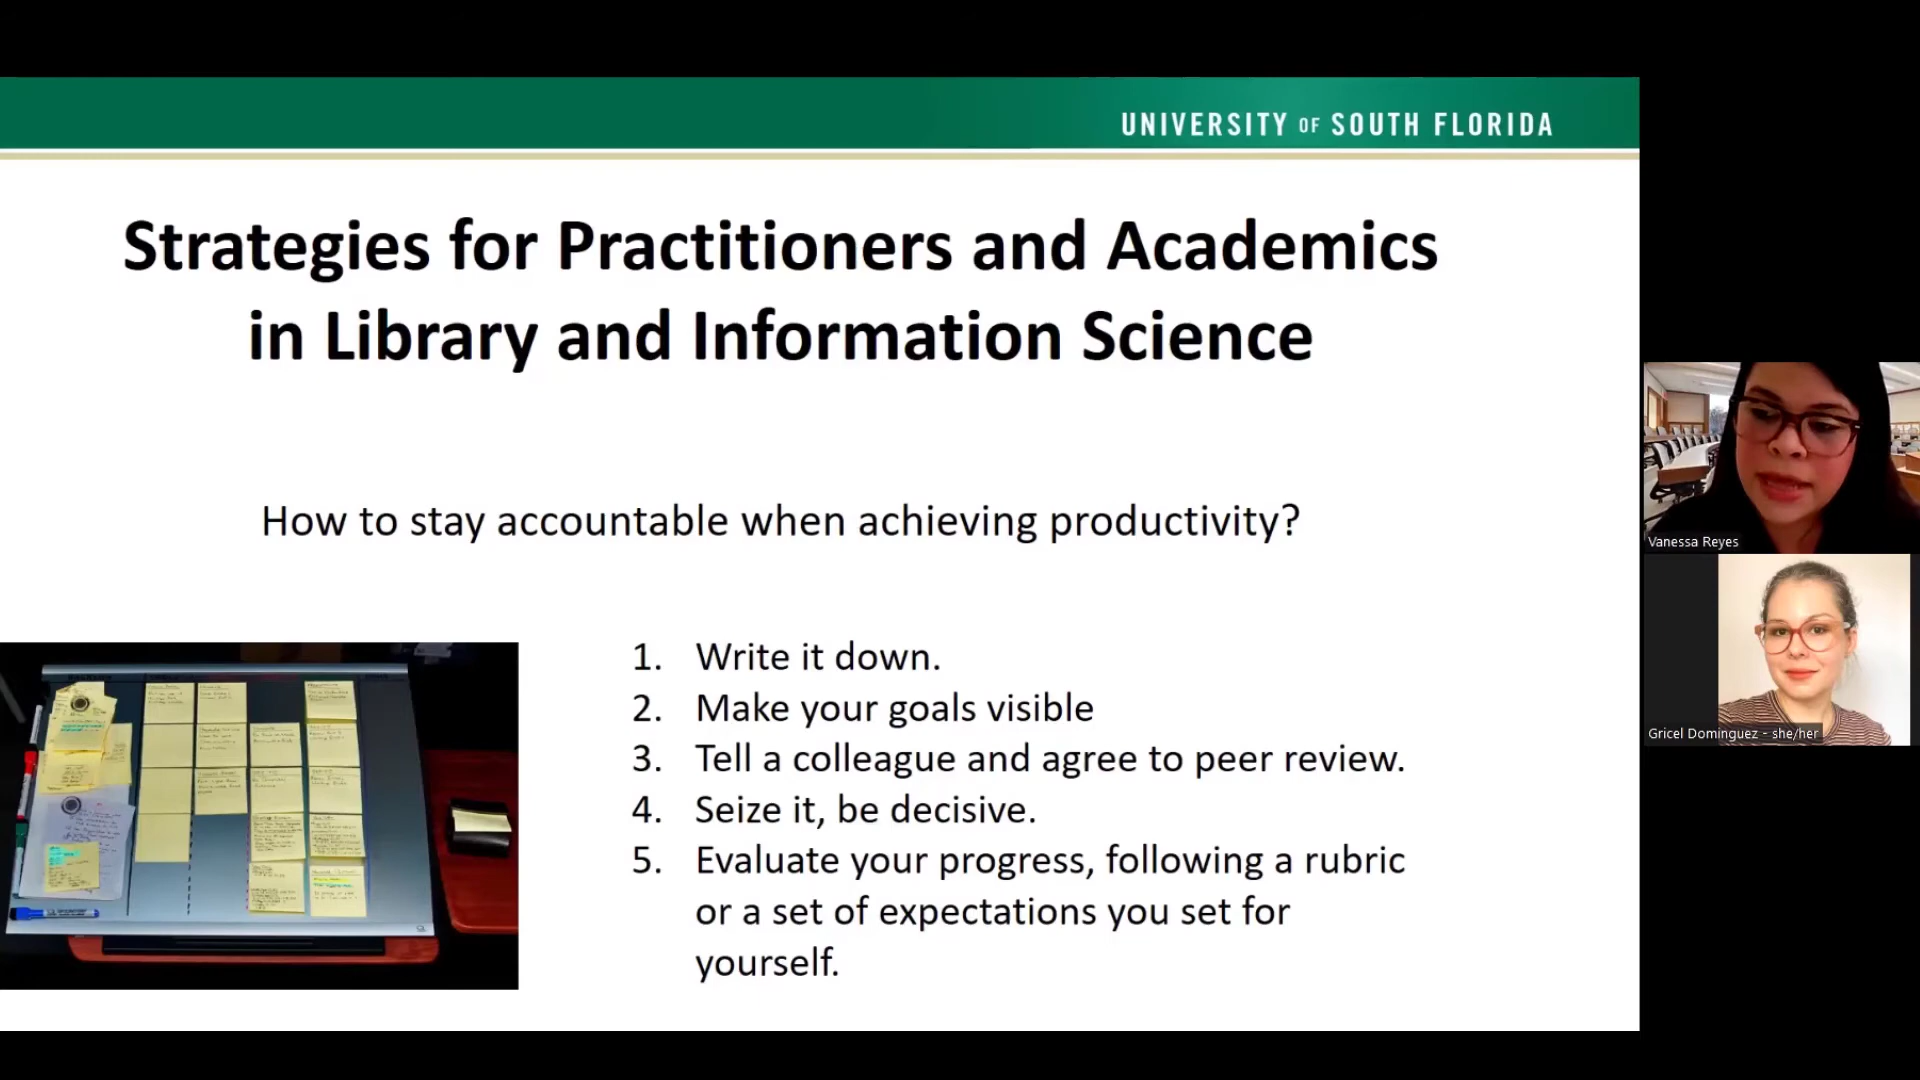 UNIVERSITY OF SOUTH FLORIDA
Strategies for Practitioners and Academics
in Library and Information Science
How to stay accountable when achieving productivity?
1. Write it down.
2. Make your goals visible
3. Tell a colleague and agree to peer review.
4. Seize it, be decisive.
5. Evaluate your progress, following a rubric
or a set of expectations you set for
yourself.
Vanessa Reyes
Gricel Dominguez - she/her